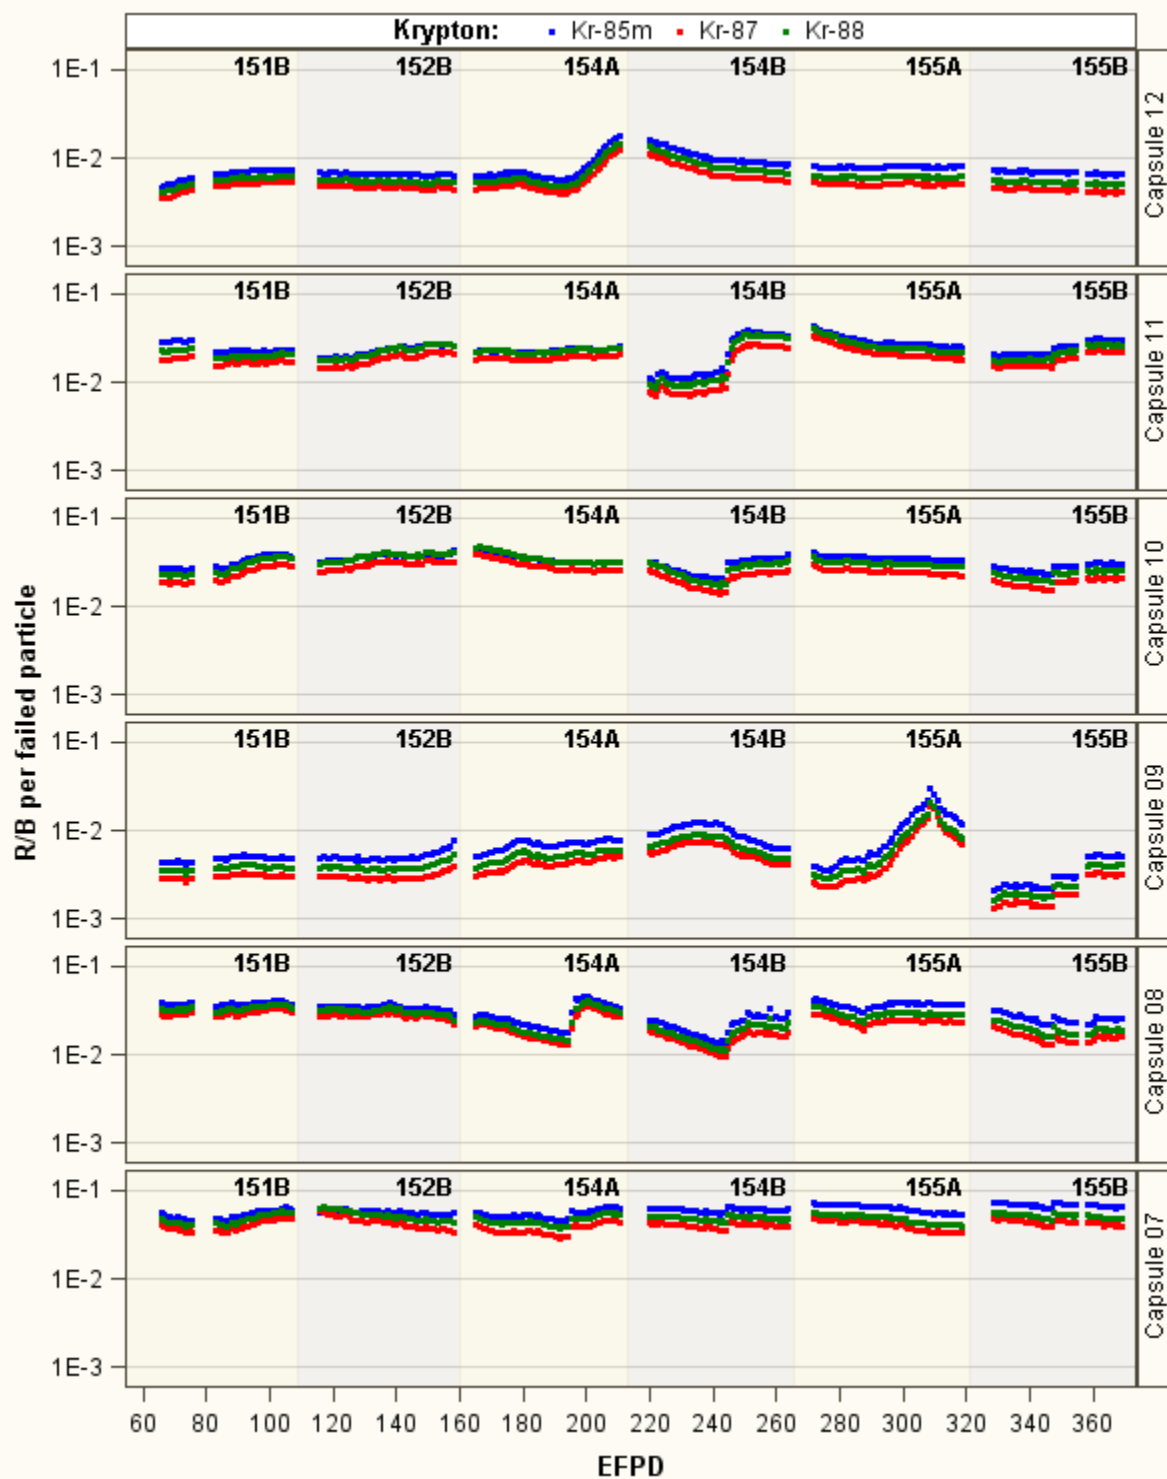 Krypton: Kr-85m Kr-87 Kr-88
151B 152B 154A 154B 155A 155B
1E-1
1E-2
1E-3
Capsule 12
151B 152B 154A 154B 155A 155B
1E-1
1E-2
1E-3
Capsule 11
151B 152B 154A 154B 155A 155B
1E-1
1E-2
1E-3
Capsule 10
R/B per failed particle
151B 152B 154A 154B 155A 155B
1E-1
1E-2
1E-3
Capsule 09
151B 152B 154A 154B 155A 155B
1E-1
1E-2
1E-3
Capsule 08
151B 152B 154A 154B 155A 155B
1E-1
1E-2
1E-3
Capsule 07
60 80 100 120 140 160 180 200 220 240 260 280 300 320 340 360
EFPD